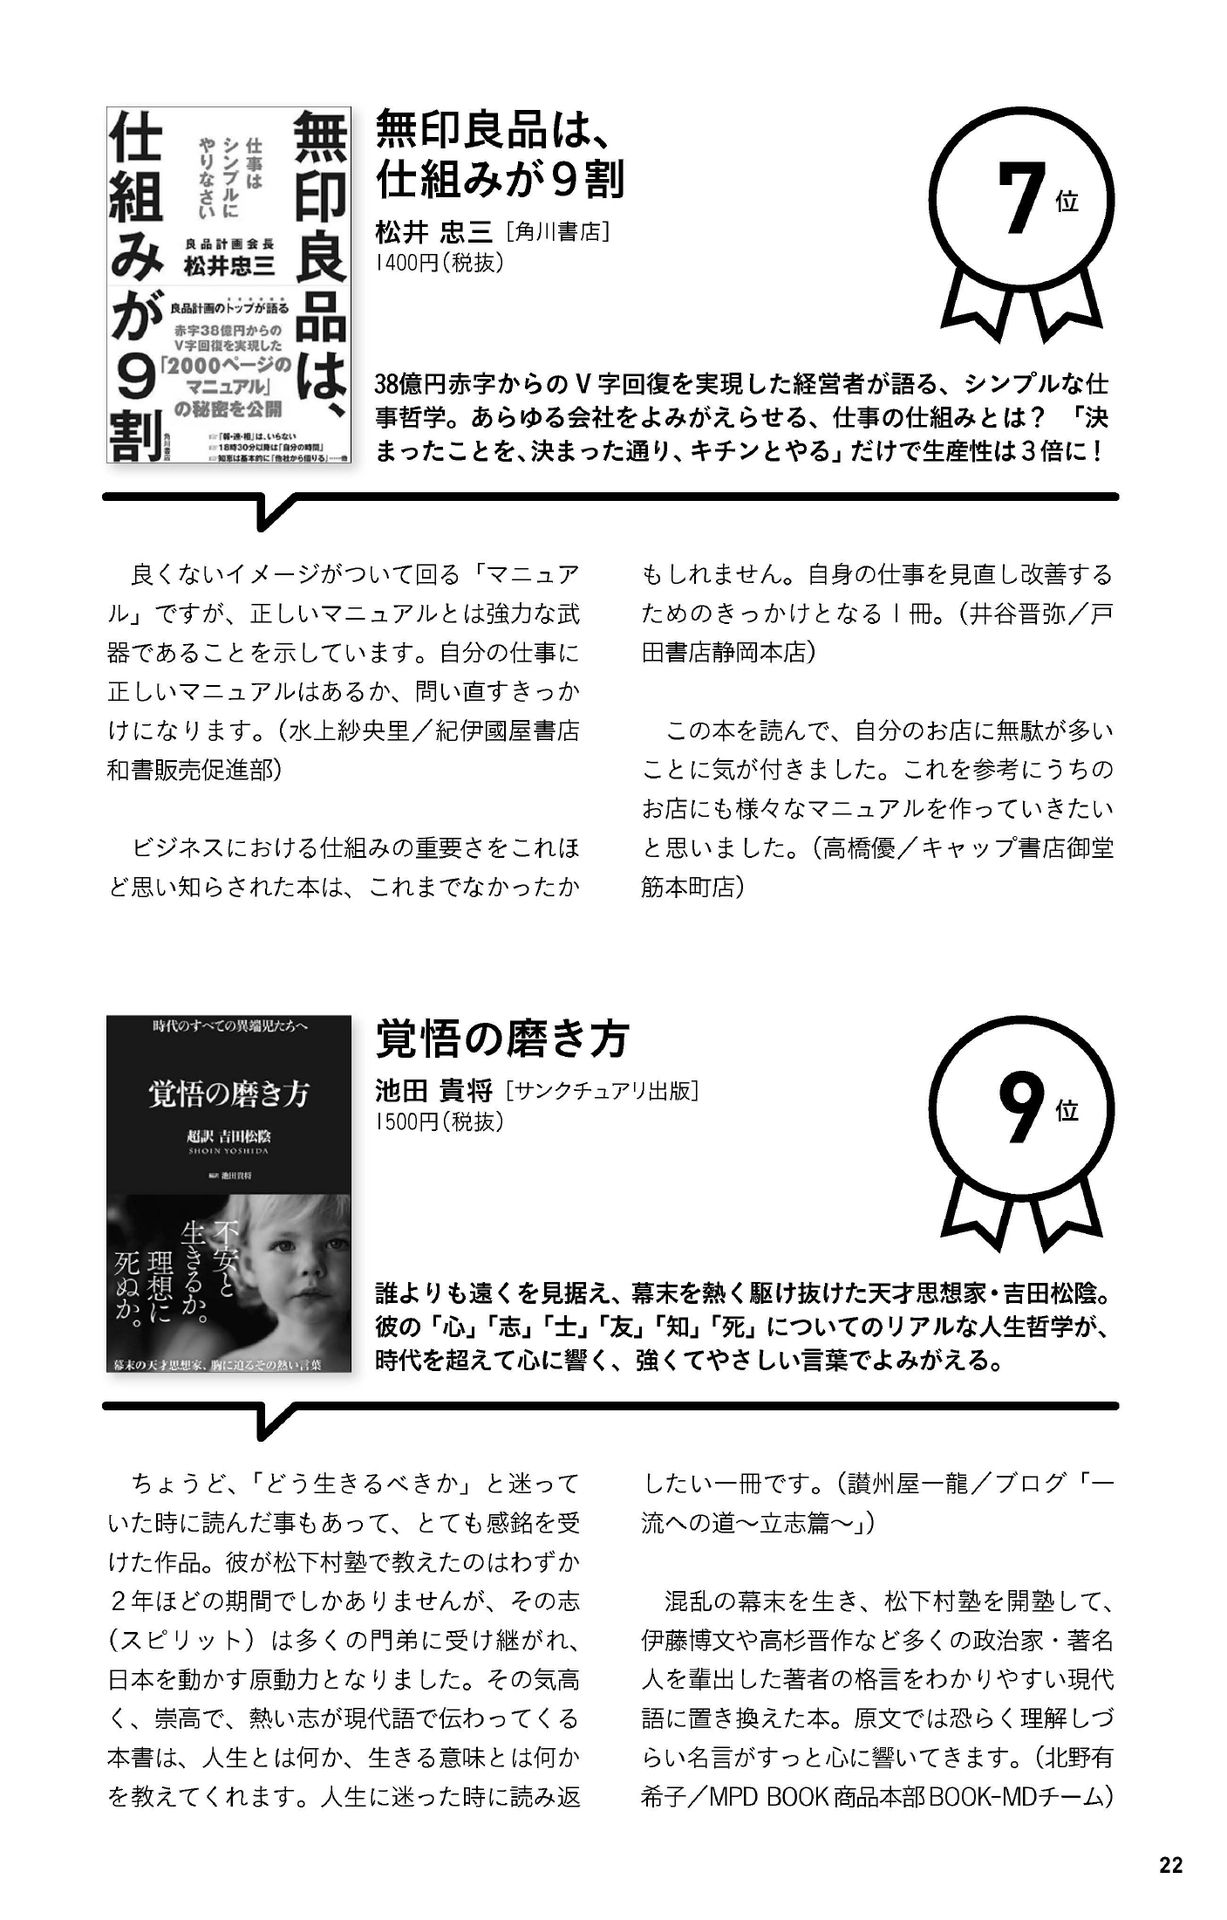 無印良品は、
仕組みが9割
仕事は
シンプルに
やりなさい
良品計画会長
松井忠三
良品計画のトップが語る
赤字38億円からの
V字回復を実現した
「2000ページの
マニュアル」
の秘密を公開
「報・連・相」は、いらない
18時30分以降は「自分の時間」
知恵は基本的に「他社から借りる」……他
角川書店
無印良品は、
仕組みが9割
松井 忠三［角川書店］
1400円（税抜）
7位
38億円赤字からのV字回復を実現した経営者が語る、シンプルな仕
事哲学。あらゆる会社をよみがえらせる、仕事の仕組みとは？ 「決
まったことを、決まった通り、キチンとやる」だけで生産性は3倍に！
良くないイメージがついて回る「マニュア
ル」ですが、正しいマニュアルとは強力な武
器であることを示しています。自分の仕事に
正しいマニュアルはあるか、問い直すきっか
けになります。（水上紗央里／紀伊國屋書店
和書販売促進部）
ビジネスにおける仕組みの重要さをこれほ
ど思い知らされた本は、これまでなかったか
もしれません。自身の仕事を見直し改善する
ためのきっかけとなる1冊。（井谷晋弥／戸
田書店静岡本店）
この本を読んで、自分のお店に無駄が多い
ことに気が付きました。これを参考にうちの
お店にも様々なマニュアルを作っていきたい
と思いました。（高橋優／キャップ書店御堂
筋本町店）
時代のすべての異端児たちへ
覚悟の磨き方
超訳 吉田松陰
SHOIN YOSHIDA
編訳 池田貴将
不安と
生きるか。
理想に
死ぬか。
幕末の天才思想家、胸に迫るその熱い言葉
覚悟の磨き方
池田 貴将［サンクチュアリ出版］
1500円（税抜）
9位
誰よりも遠くを見据え、幕末を熱く駆け抜けた天才思想家・吉田松陰。
彼の「心」「志」「士」「友」「知」「死」についてのリアルな人生哲学が、
時代を超えて心に響く、強くてやさしい言葉でよみがえる。
ちょうど、「どう生きるべきか」と迷って
いた時に読んだ事もあって、とても感銘を受
けた作品。彼が松下村塾で教えたのはわずか
2年ほどの期間でしかありませんが、その志
（スピリット）は多くの門弟に受け継がれ、
日本を動かす原動力となりました。その気高
く、崇高で、熱い志が現代語で伝わってくる
本書は、人生とは何か、生きる意味とは何か
を教えてくれます。人生に迷った時に読み返
したい一冊です。（讃州屋一龍／ブログ「一
流への道～立志篇～」）
混乱の幕末を生き、松下村塾を開塾して、
伊藤博文や高杉晋作など多くの政治家・著名
人を輩出した著者の格言をわかりやすい現代
語に置き換えた本。原文では恐らく理解しづ
らい名言がすっと心に響いてきます。（北野有
希子／MPD BOOK商品本部BOOK-MDチーム）
22